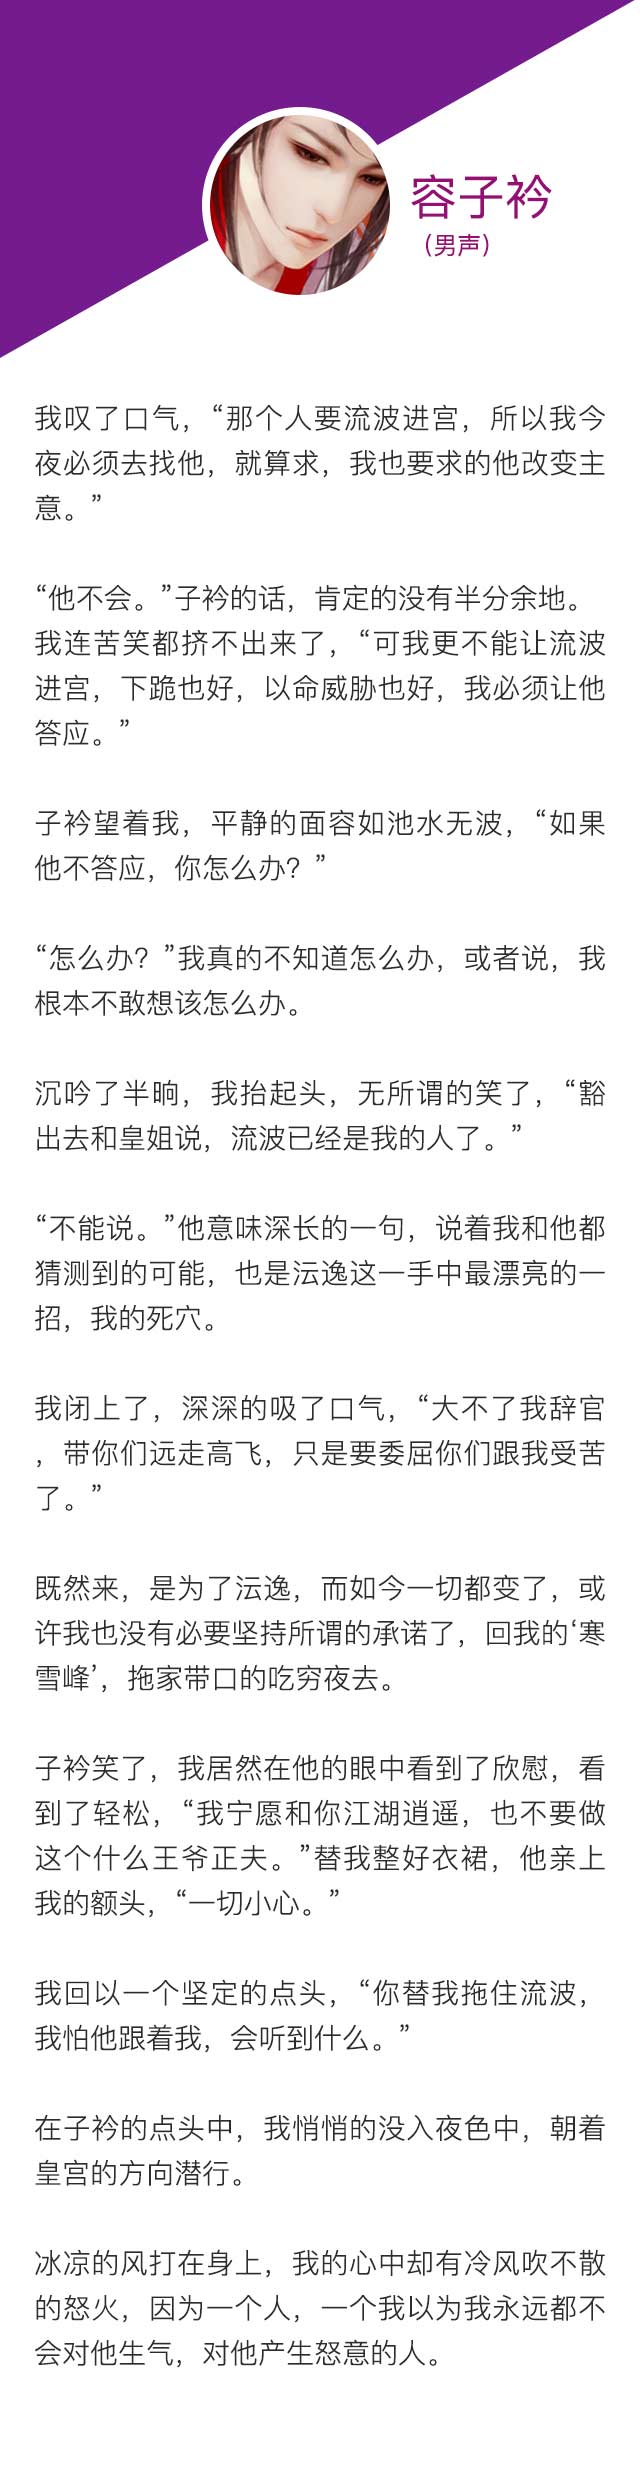 容子衿
（男声）
我叹了口气，“那个人要流波进宫，所以我今
夜必须去找他，就算求，我也要求的他改变主
意。”
“他不会。”子衿的话，肯定的没有半分余地。
我连苦笑都挤不出来了，“可我更不能让流波
进宫，下跪也好，以命威胁也好，我必须让他
答应。”
子衿望着我，平静的面容如池水无波，“如果
他不答应，你怎么办？”
“怎么办？”我真的不知道怎么办，或者说，我
根本不敢想该怎么办。
沉吟了半晌，我抬起头，无所谓的笑了，“豁
出去和皇姐说，流波已经是我的人了。”
“不能说。”他意味深长的一句，说着我和他都
猜测到的可能，也是沄逸这一手中最漂亮的一
招，我的死穴。
我闭上了，深深的吸了口气，“大不了我辞官
，带你们远走高飞，只是要委屈你们跟我受苦
了。”
既然来，是为了沄逸，而如今一切都变了，或
许我也没有必要坚持所谓的承诺了，回我的‘寒
雪峰’，拖家带口的吃穷夜去。
子衿笑了，我居然在他的眼中看到了欣慰，看
到了轻松，“我宁愿和你江湖逍遥，也不要做
这个什么王爷正夫。”替我整好衣裙，他亲上
我的额头，“一切小心。”
我回以一个坚定的点头，“你替我拖住流波，
我怕他跟着我，会听到什么。”
在子衿的点头中，我悄悄的没入夜色中，朝着
皇宫的方向潜行。
冰凉的风打在身上，我的心中却有冷风吹不散
的怒火，因为一个人，一个我以为我永远都不
会对他生气，对他产生怒意的人。